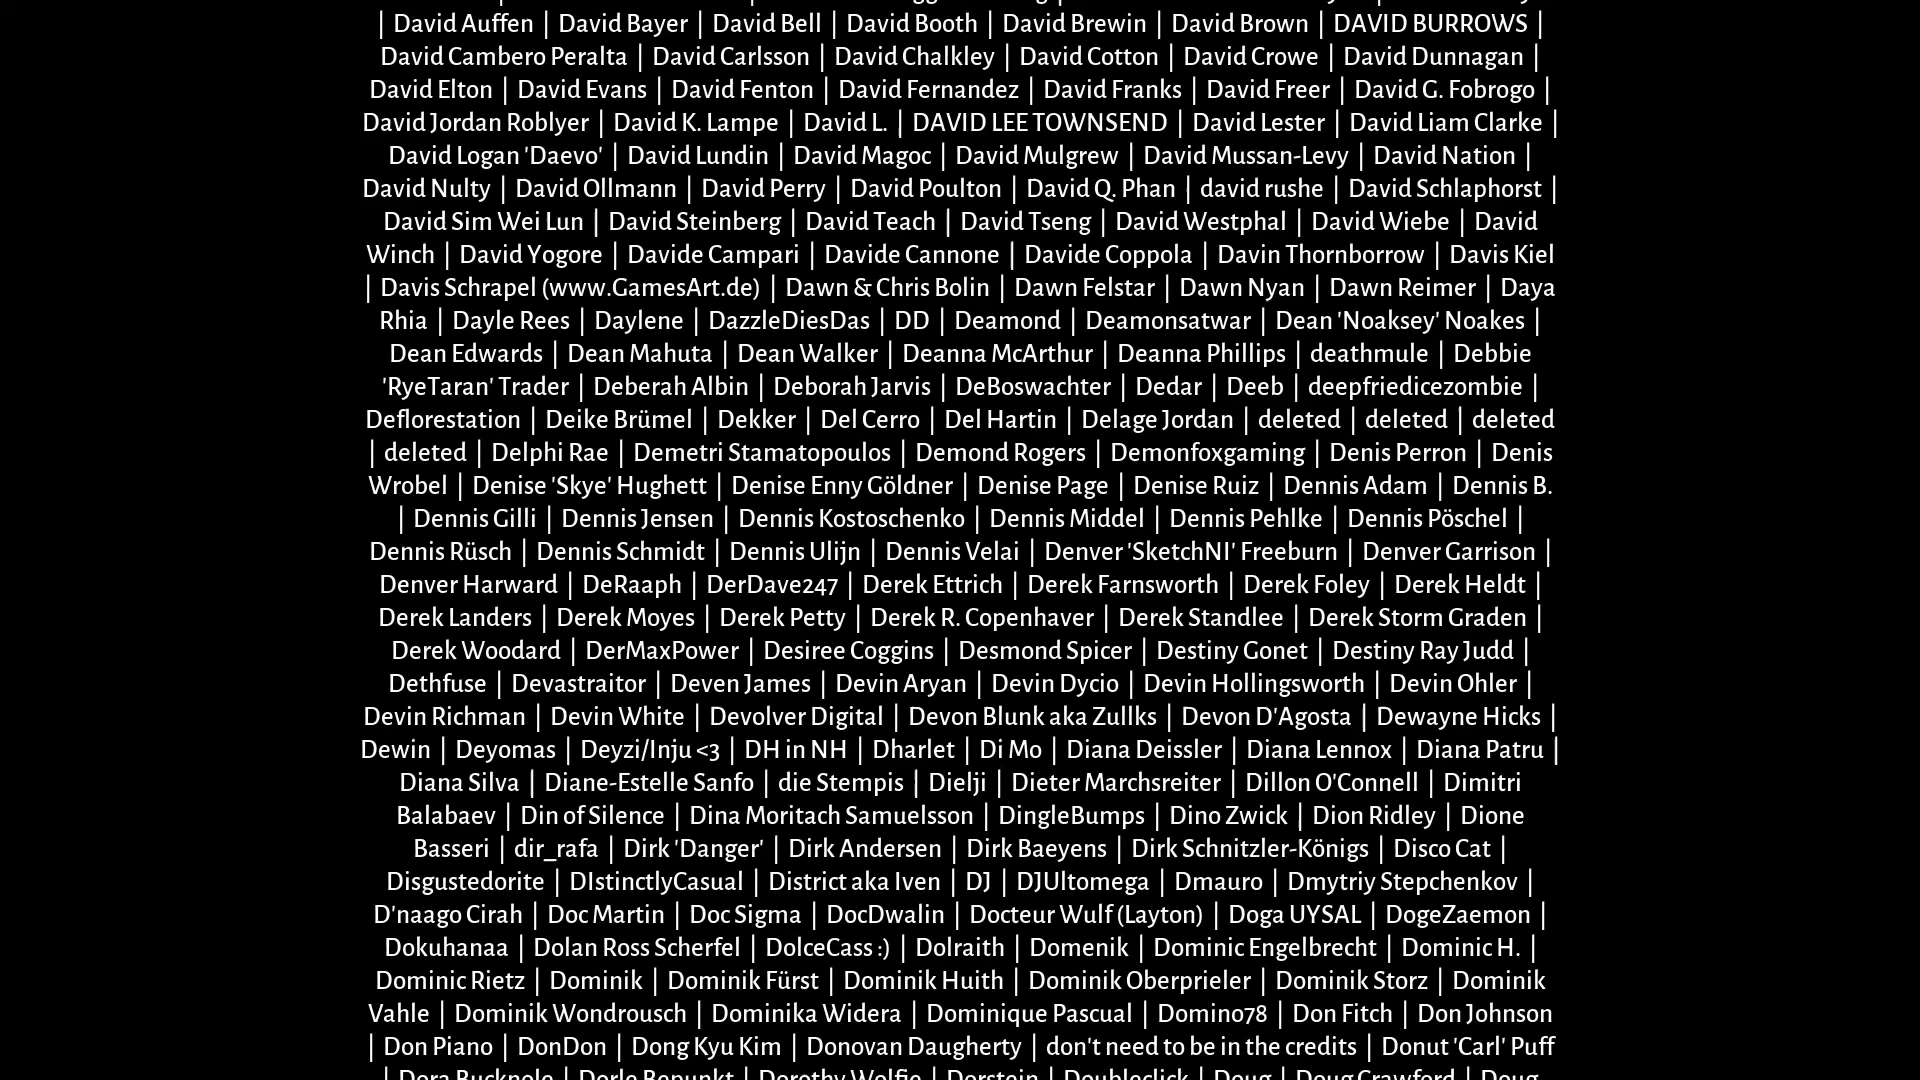 | David Auffen | David Bayer | David Bell | David Booth | David Brewin | David Brown | DAVID BURROWS |
David Cambero Peralta | David Carlsson | David Chalkley | David Cotton | David Crowe | David Dunnagan |
David Elton | David Evans | David Fenton | David Fernandez | David Franks | David Freer | David G. Fobrogo |
David Jordan Roblyer | David K. Lampe | David L. | DAVID LEE TOWNSEND | David Lester | David Liam Clarke |
David Logan 'Daevo' | David Lundin | David Magoc | David Mulgrew | David Mussan-Levy | David Nation |
David Nulty | David Ollmann | David Perry | David Poulton | David Q. Phan | david rushe | David Schlaphorst |
David Sim Wei Lun | David Steinberg | David Teach | David Tseng | David Westphal | David Wiebe | David
Winch | David Yogore | Davide Campari | Davide Cannone | Davide Coppola | Davin Thornborrow | Davis Kiel
| Davis Schrapel (www.GamesArt.de) | Dawn & Chris Bolin | Dawn Felstar | Dawn Nyan | Dawn Reimer | Daya
Rhia | Dayle Rees | Daylene | DazzleDiesDas | DD | Deamond | Deamonsatwar | Dean 'Noaksey' Noakes |
Dean Edwards | Dean Mahuta | Dean Walker | Deanna McArthur | Deanna Phillips | deathmule | Debbie
'RyeTaran' Trader | Deberah Albin | Deborah Jarvis | DeBoswachter | Dedar | Deeb | deepfriedicezombie |
Deflorestation | Deike Brümel | Dekker | Del Cerro | Del Hartin | Delage Jordan | deleted | deleted | deleted
| deleted | Delphi Rae | Demetri Stamatopoulos | Demond Rogers | Demonfoxgaming | Denis Perron | Denis
Wrobel | Denise 'Skye' Hughett | Denise Enny Göldner | Denise Page | Denise Ruiz | Dennis Adam | Dennis B.
| Dennis Gilli | Dennis Jensen | Dennis Kostoschenko | Dennis Middel | Dennis Pehlke | Dennis Pöschel |
Dennis Rüsch | Dennis Schmidt | Dennis Ulijn | Dennis Velai | Denver 'SketchNI' Freeburn | Denver Garrison |
Denver Harward | DeRaaph | DerDave247 | Derek Ettrich | Derek Farnsworth | Derek Foley | Derek Heldt |
Derek Landers | Derek Moyes | Derek Petty | Derek R. Copenhaver | Derek Standlee | Derek Storm Graden |
Derek Woodard | DerMaxPower | Desiree Coggins | Desmond Spicer | Destiny Gonet | Destiny Ray Judd |
Dethfuse | Devastraitor | Deven James | Devin Aryan | Devin Dycio | Devin Hollingsworth | Devin Ohler |
Devin Richman | Devin White | Devolver Digital | Devon Blunk aka Zullks | Devon D'Agosta | Dewayne Hicks |
Dewin | Deyomas | Deyzi/Inju <3 | DH in NH | Dharlet | Di Mo | Diana Deissler | Diana Lennox | Diana Patru |
Diana Silva | Diane-Estelle Sanfo | die Stempis | Dielji | Dieter Marchsreiter | Dillon O'Connell | Dimitri
Balabaev | Din of Silence | Dina Moritach Samuelsson | DingleBumps | Dino Zwick | Dion Ridley | Dione
Basseri | dir_rafa | Dirk 'Danger' | Dirk Andersen | Dirk Baeyens | Dirk Schnitzler-Königs | Disco Cat |
Disgustedorite | DIstinctlyCasual | District aka Iven | DJ | DJUltomega | Dmauro | Dmytriy Stepchenkov |
D'naago Cirah | Doc Martin | Doc Sigma | DocDwalin | Docteur Wulf (Layton) | Doga UYSAL | DogeZaemon |
Dokuhanaa | Dolan Ross Scherfel | DolceCass :) | Dolraith | Domenik | Dominic Engelbrecht | Dominic H. |
Dominic Rietz | Dominik | Dominik Fürst | Dominik Huith | Dominik Oberprieler | Dominik Storz | Dominik
Vahle | Dominik Wondrousch | Dominika Widera | Dominique Pascual | Domino78 | Don Fitch | Don Johnson
| Don Piano | DonDon | Dong Kyu Kim | Donovan Daugherty | don't need to be in the credits | Donut 'Carl' Puff
| Dora Bucknole | Dorle Bepunkt | Dorothy Wolfie | Dorstein | Doubleclick | Doug | Doug Crawford | Doug